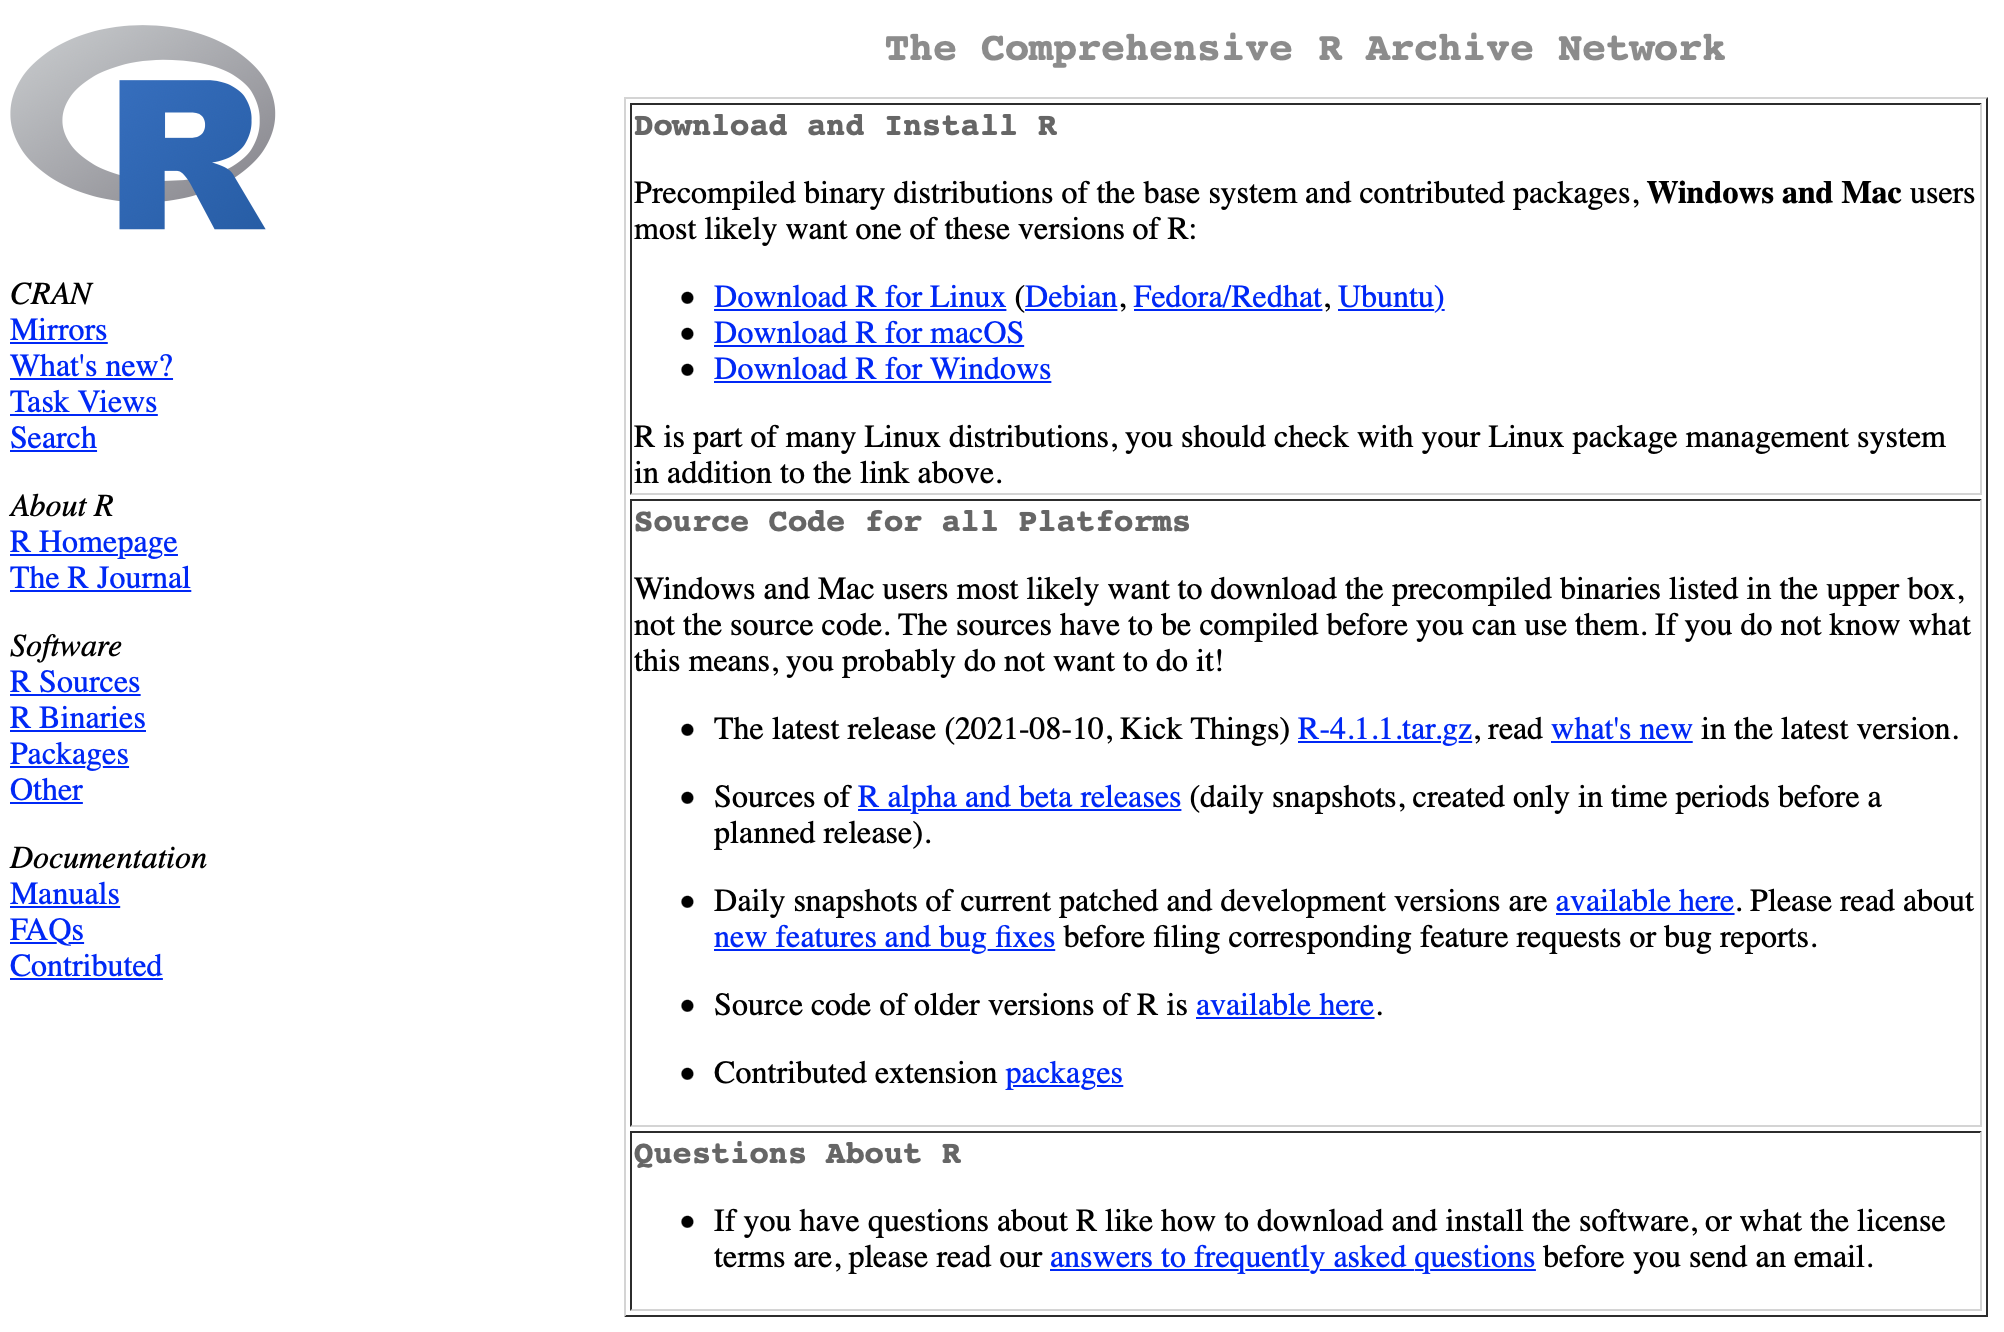 R
CRAN
Mirrors
What's new?
Task Views
Search
About R
R Homepage
The R Journal
Software
R Sources
R Binaries
Packages
Other
Documentation
Manuals
FAQs
Contributed
The Comprehensive R Archive Network
Download and Install R
Precompiled binary distributions of the base system and contributed packages, Windows and Mac users
most likely want one of these versions of R:
• Download R for Linux (Debian, Fedora/Redhat, Ubuntu)
• Download R for macOS
• Download R for Windows
R is part of many Linux distributions, you should check with your Linux package management system
in addition to the link above.
Source Code for all Platforms
Windows and Mac users most likely want to download the precompiled binaries listed in the upper box,
not the source code. The sources have to be compiled before you can use them. If you do not know what
this means, you probably do not want to do it!
• The latest release (2021-08-10, Kick Things) R-4.1.1.tar.gz, read what's new in the latest version.
• Sources of R alpha and beta releases (daily snapshots, created only in time periods before a
planned release).
• Daily snapshots of current patched and development versions are available here. Please read about
new features and bug fixes before filing corresponding feature requests or bug reports.
• Source code of older versions of R is available here.
• Contributed extension packages
Questions About R
• If you have questions about R like how to download and install the software, or what the license
terms are, please read our answers to frequently asked questions before you send an email.